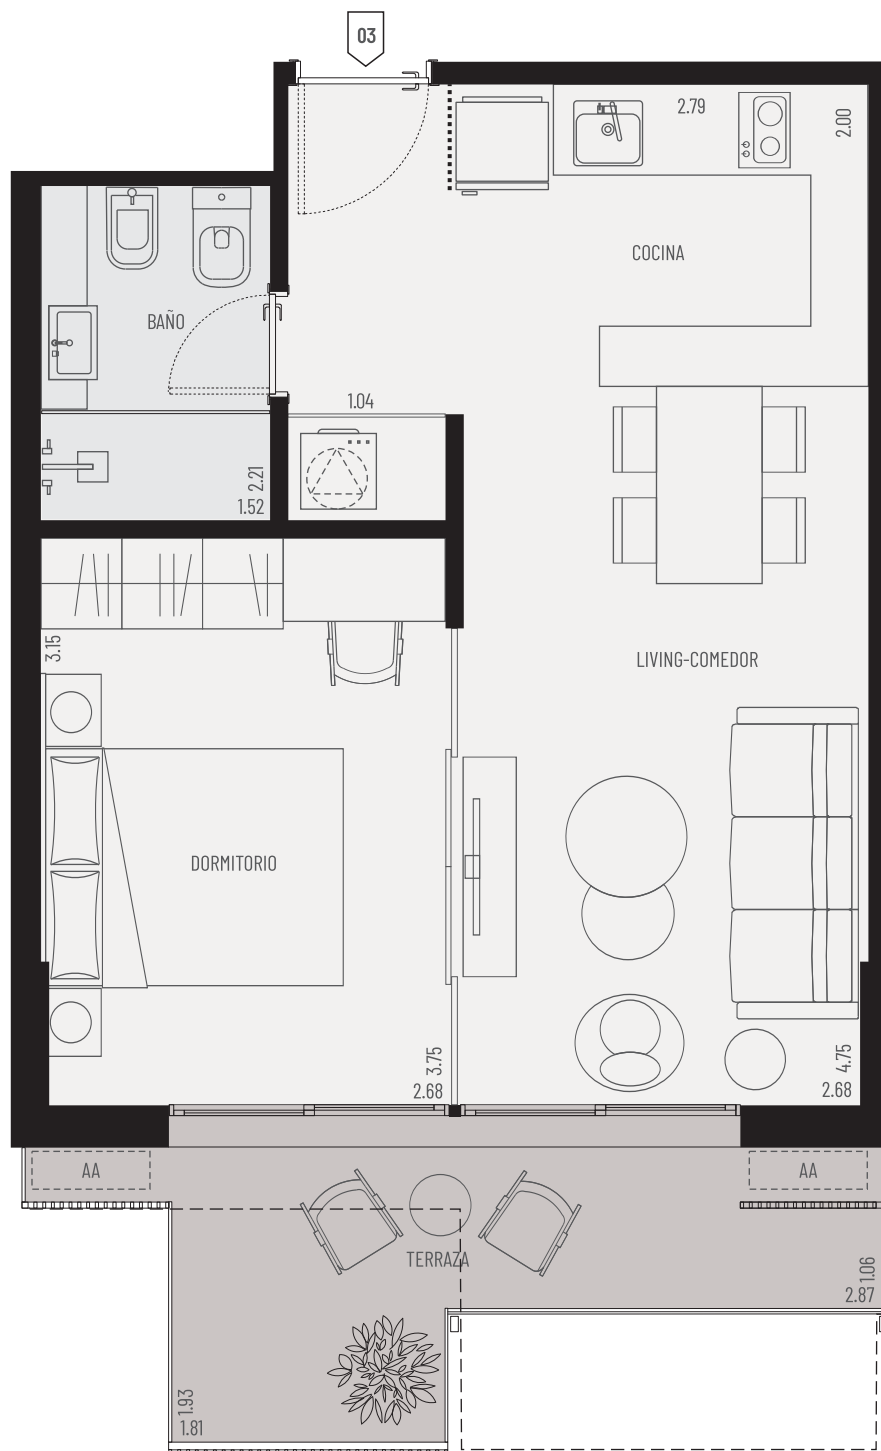 03
2.79
2.00
COCINA
BAÑO
1.04
2.21
1.52
3.15
LIVING-COMEDOR
DORMITORIO
3.75
2.68
4.75
2.68
AA
AA
TERRAZA
1.06
2.87
1.93
1.81